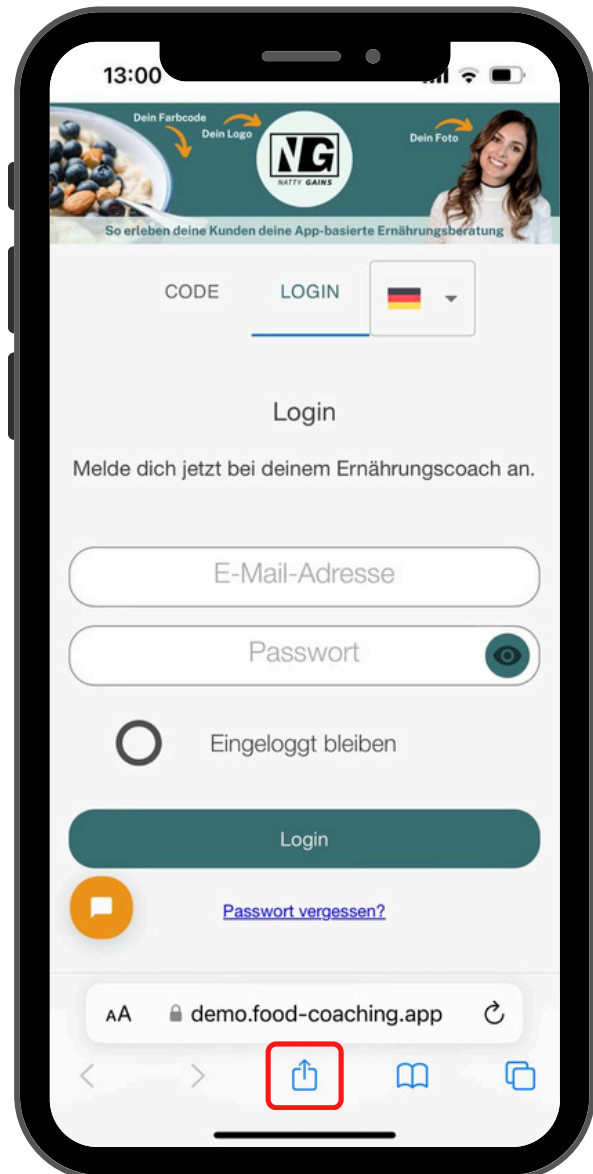 13:00
Dein Farbcode
Dein Logo
Dein Foto
NG
NATTY GAINS
So erleben deine Kunden deine App-basierte Ernährungsberatung
CODE
LOGIN
Login
Melde dich jetzt bei deinem Ernährungscoach an.
E-Mail-Adresse
Passwort
Eingeloggt bleiben
Login
Passwort vergessen?
AA demo.food-coaching.app